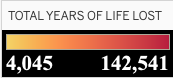 TOTAL YEARS OF LIFE LOST
4,045 142,541